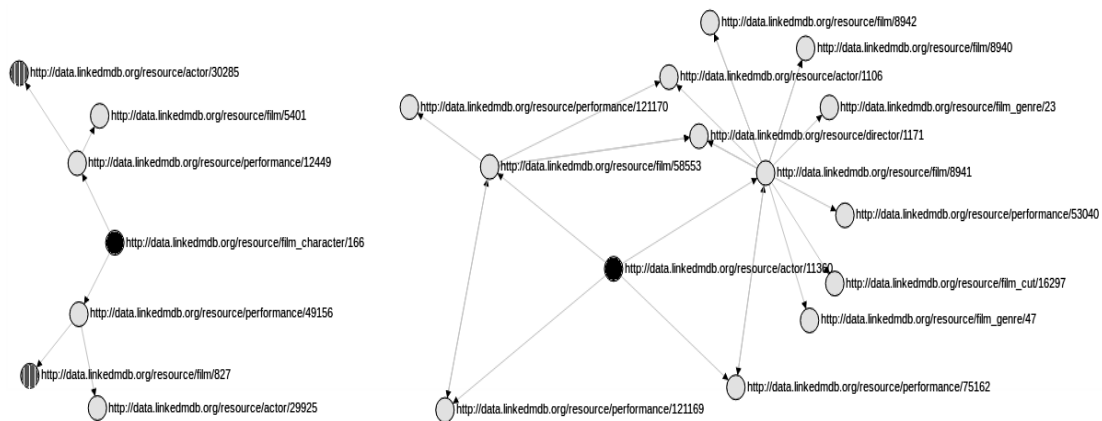 http://data.linkedmdb.org/resource/actor/30285
http://data.linkedmdb.org/resource/film/5401
http://data.linkedmdb.org/resource/performance/12449
http://data.linkedmdb.org/resource/film_character/166
http://data.linkedmdb.org/resource/performance/49156
http://data.linkedmdb.org/resource/film/827
http://data.linkedmdb.org/resource/actor/29925
http://data.linkedmdb.org/resource/film/8942
http://data.linkedmdb.org/resource/film/8940
http://data.linkedmdb.org/resource/actor/1106
http://data.linkedmdb.org/resource/performance/121170
http://data.linkedmdb.org/resource/film_genre/23
http://data.linkedmdb.org/resource/director/1171
http://data.linkedmdb.org/resource/film/58553
http://data.linkedmdb.org/resource/film/8941
http://data.linkedmdb.org/resource/performance/53040
http://data.linkedmdb.org/resource/actor/11360
http://data.linkedmdb.org/resource/film_cut/16297
http://data.linkedmdb.org/resource/film_genre/47
http://data.linkedmdb.org/resource/performance/75162
http://data.linkedmdb.org/resource/performance/121169